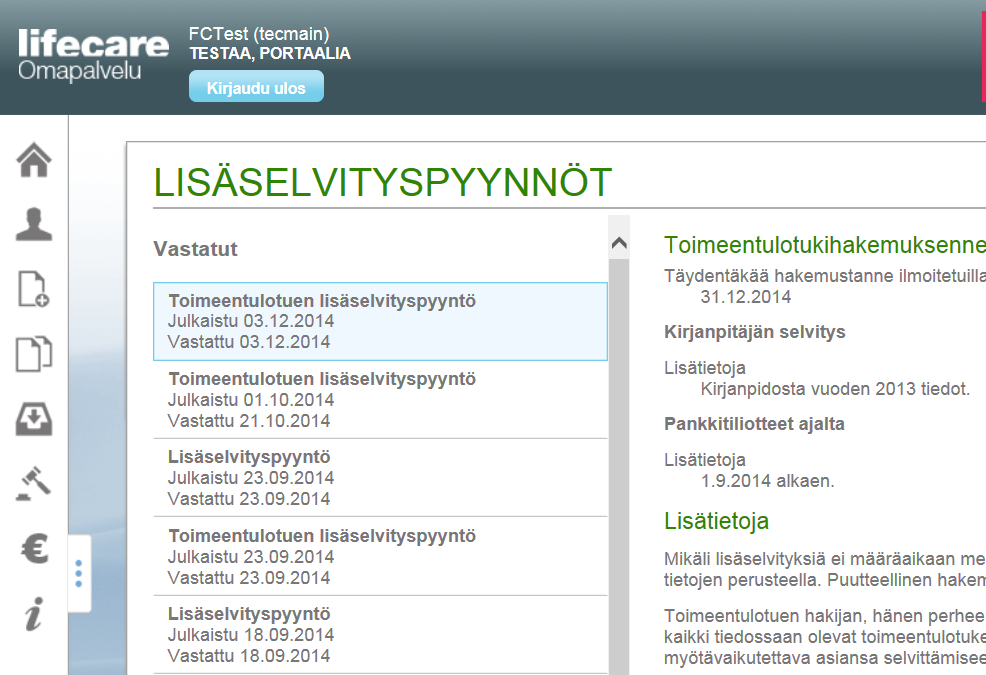 lifecare
Omapalvelu
FCTest (tecmain)
TESTAA, PORTAALIA
Kirjaudu ulos
LISÄSELVITYSPYYNNÖT
Vastatut
Toimeentulotuen lisäselvityspyyntö
Julkaistu 03.12.2014
Vastattu 03.12.2014
Toimeentulotuen lisäselvityspyyntö
Julkaistu 01.10.2014
Vastattu 21.10.2014
Lisäselvityspyyntö
Julkaistu 23.09.2014
Vastattu 23.09.2014
Toimeentulotuen lisäselvityspyyntö
Julkaistu 23.09.2014
Vastattu 23.09.2014
Lisäselvityspyyntö
Julkaistu 18.09.2014
Vastattu 18.09.2014
Toimeentulotukihakemuksenne
Täydentäkää hakemustanne ilmoitetuilla
31.12.2014
Kirjanpitäjän selvitys
Lisätietoja
Kirjanpidosta vuoden 2013 tiedot.
Pankkitiliotteet ajalta
Lisätietoja
1.9.2014 alkaen.
Lisätietoja
Mikäli lisäselvityksiä ei määräaikaan me
tietojen perusteella. Puutteellinen hakem
Toimeentulotuen hakijan, hänen perhee
kaikki tiedossaan olevat toimeentulotuke
myötävaikutettava asiansa selvittämisee